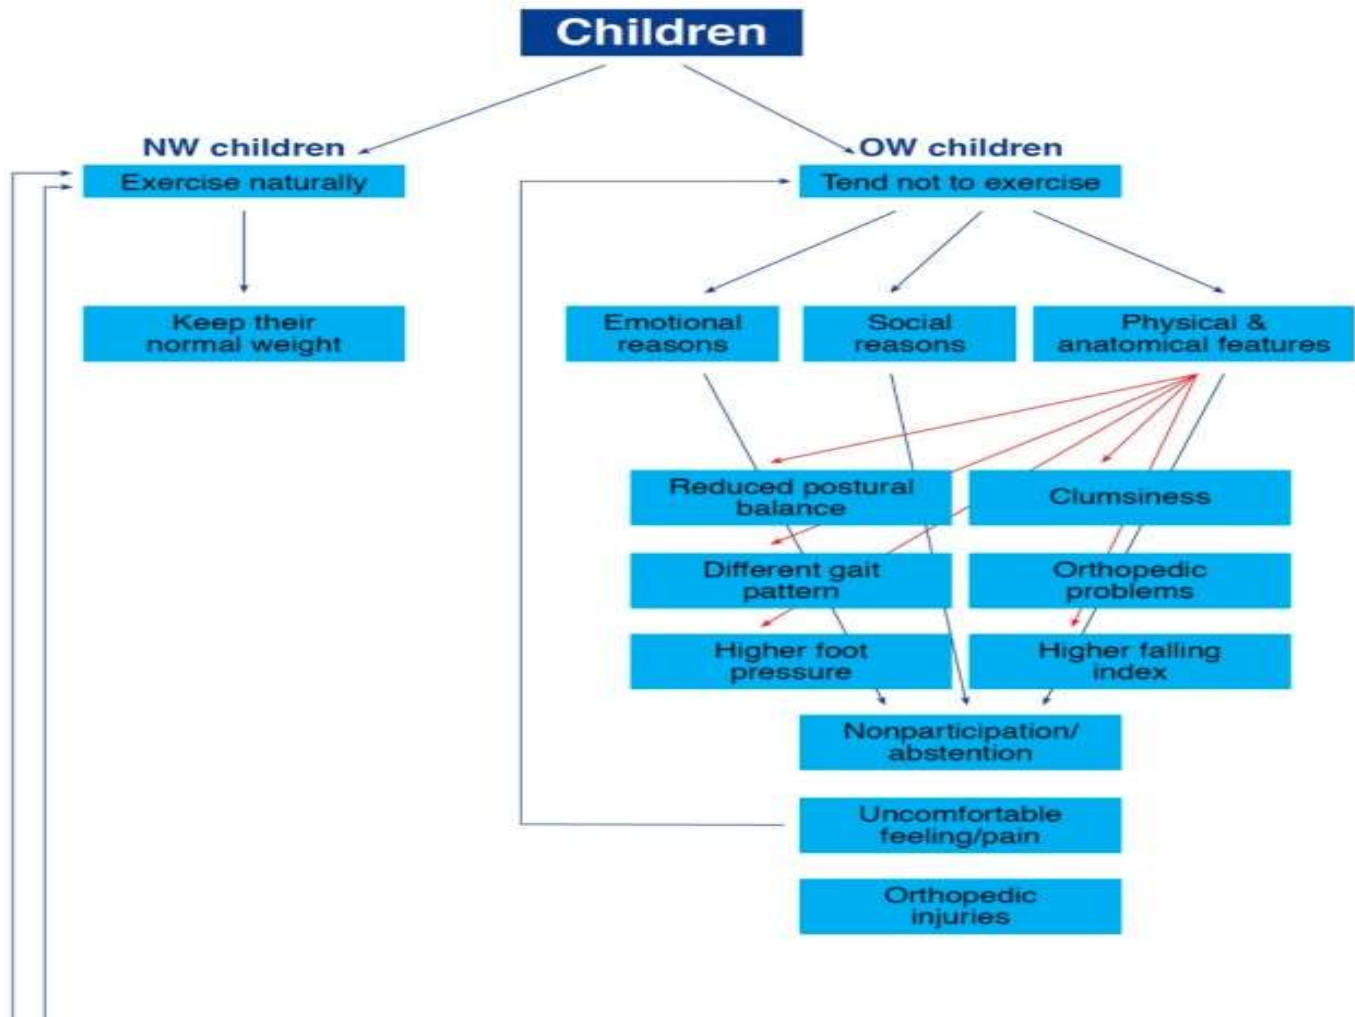 Children
NW children
Exercise naturally
Keep their
normal weight
OW children
Tend not to exercise
Emotional
reasons
Social
reasons
Physical &
anatomical features
Reduced postural
balance
Clumsiness
Different gait
pattern
Orthopedic
problems
Higher foot
pressure
Higher falling
index
Nonparticipation/
abstention
Uncomfortable
feeling/pain
Orthopedic
injuries